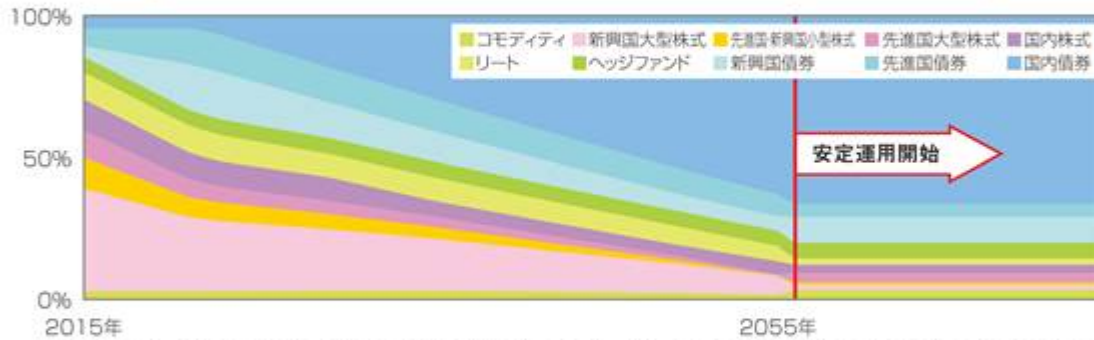 100%
コモディティ 新興国大型株式 先進国・新興国小型株式 先進国大型株式 国内株式
リート ヘッジファンド 新興国債券 先進国債券 国内債券
50%
安定運用開始
0%
2015年 2055年